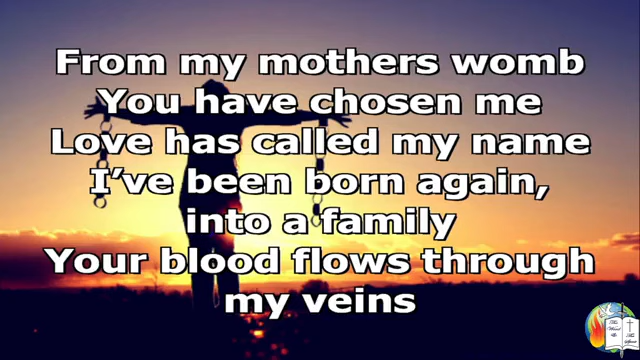 From my mothers womb
You have chosen me
Love has called my name
I've been born again,
into a family
Your blood flows through
my veins